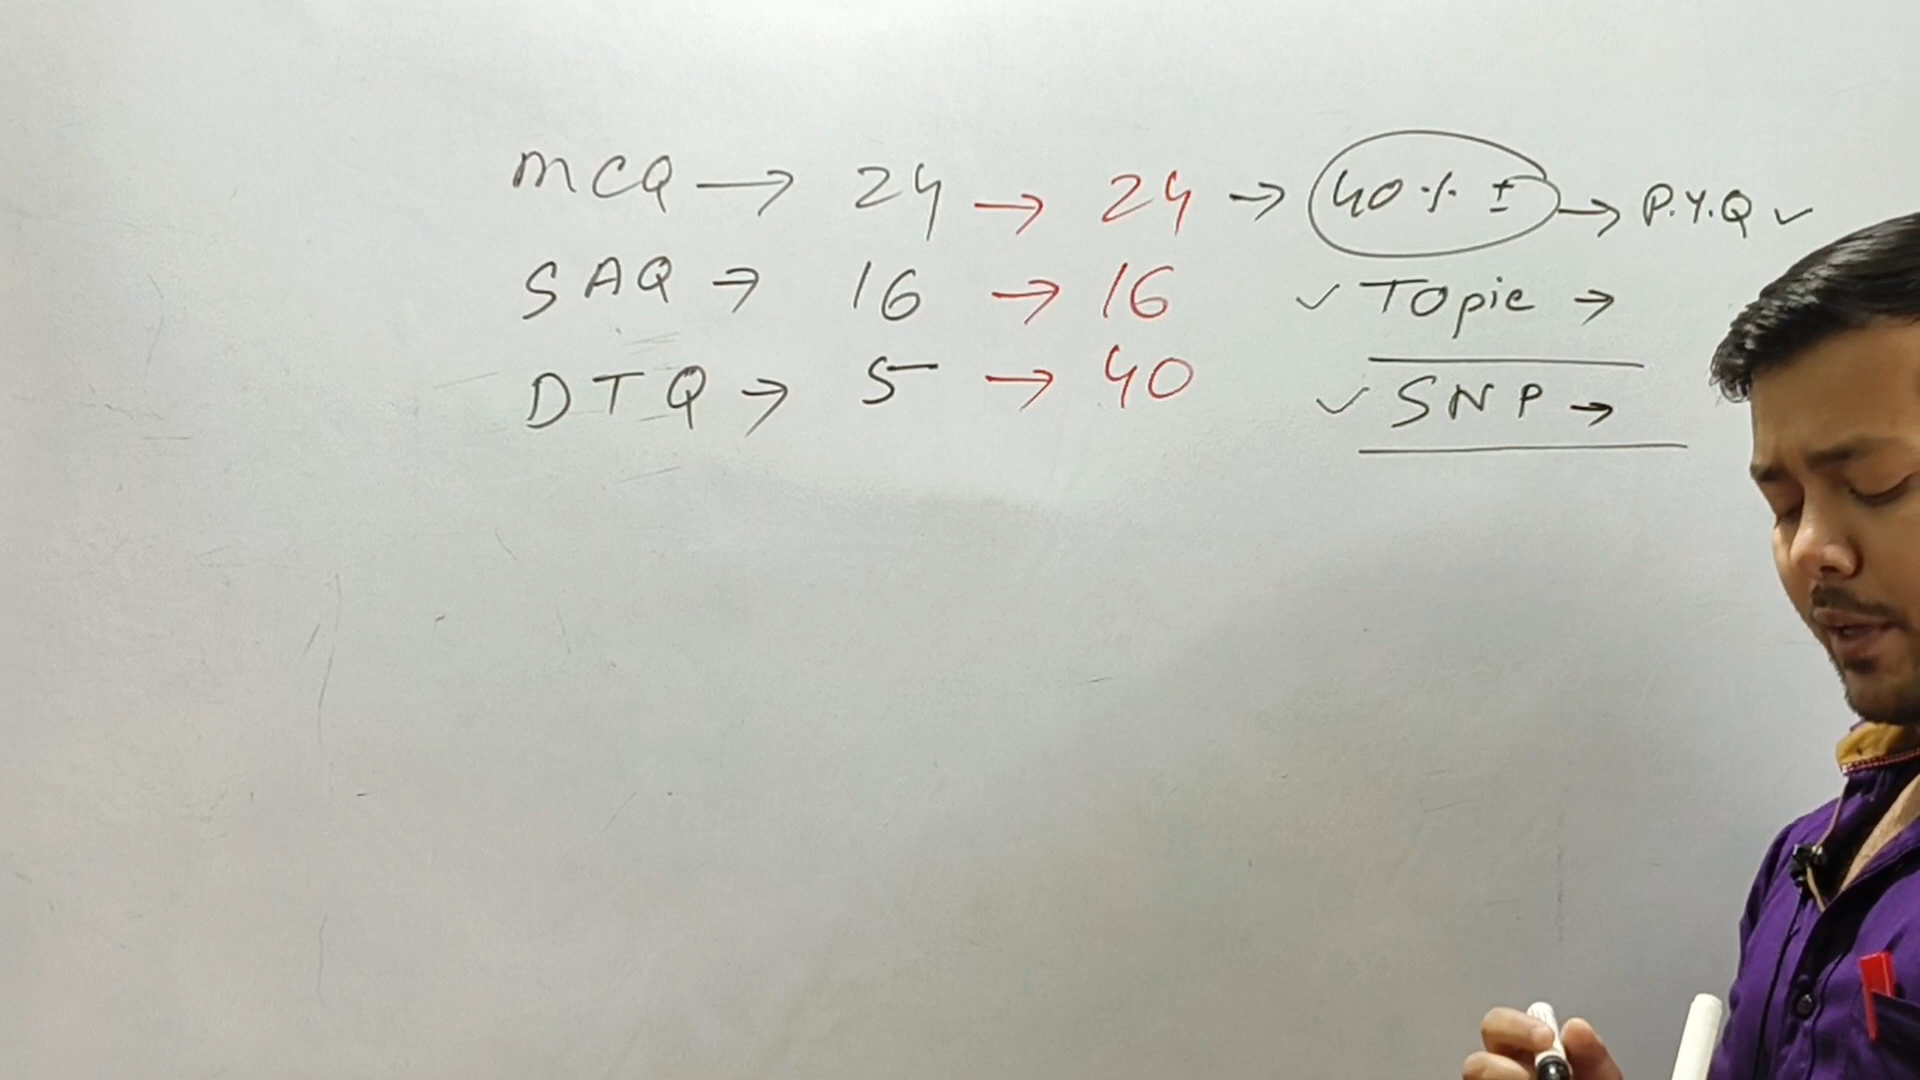 MCQ → 24 → 24 → 40% ± → P.Y.Q ✓
SAQ → 16 → 16 ✓ Topic →
DTQ → 5 → 40 ✓ SNP →